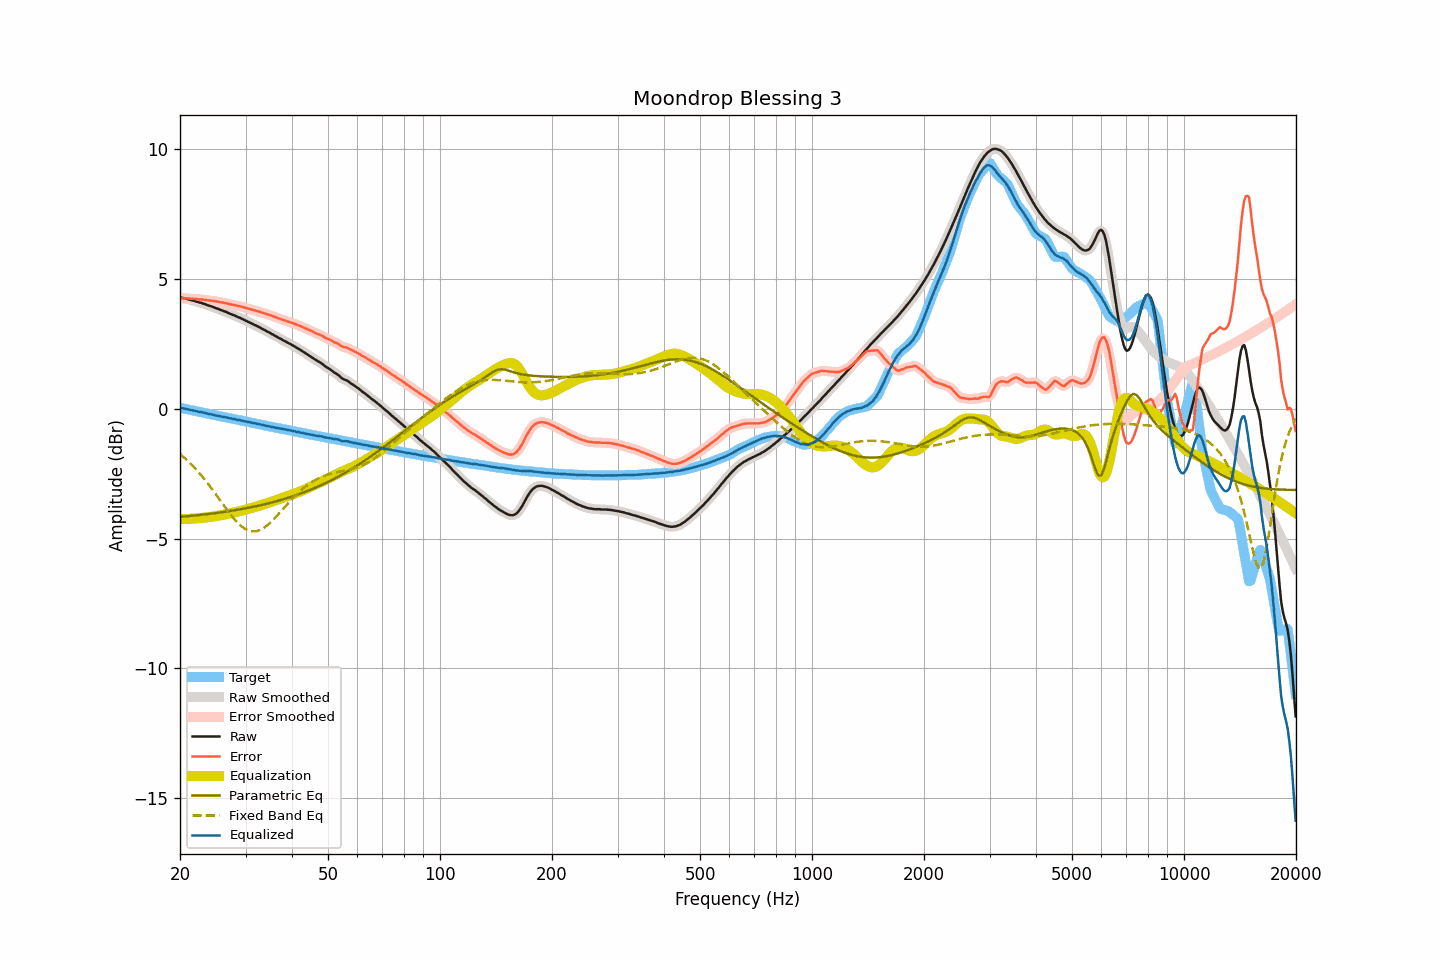 Moondrop Blessing 3
Amplitude (dBr)
10
5
0
−5
−10
−15
Target
Raw Smoothed
Error Smoothed
Raw
Error
Equalization
Parametric Eq
Fixed Band Eq
Equalized
20 50 100 200 500 1000 2000 5000 10000 20000
Frequency (Hz)